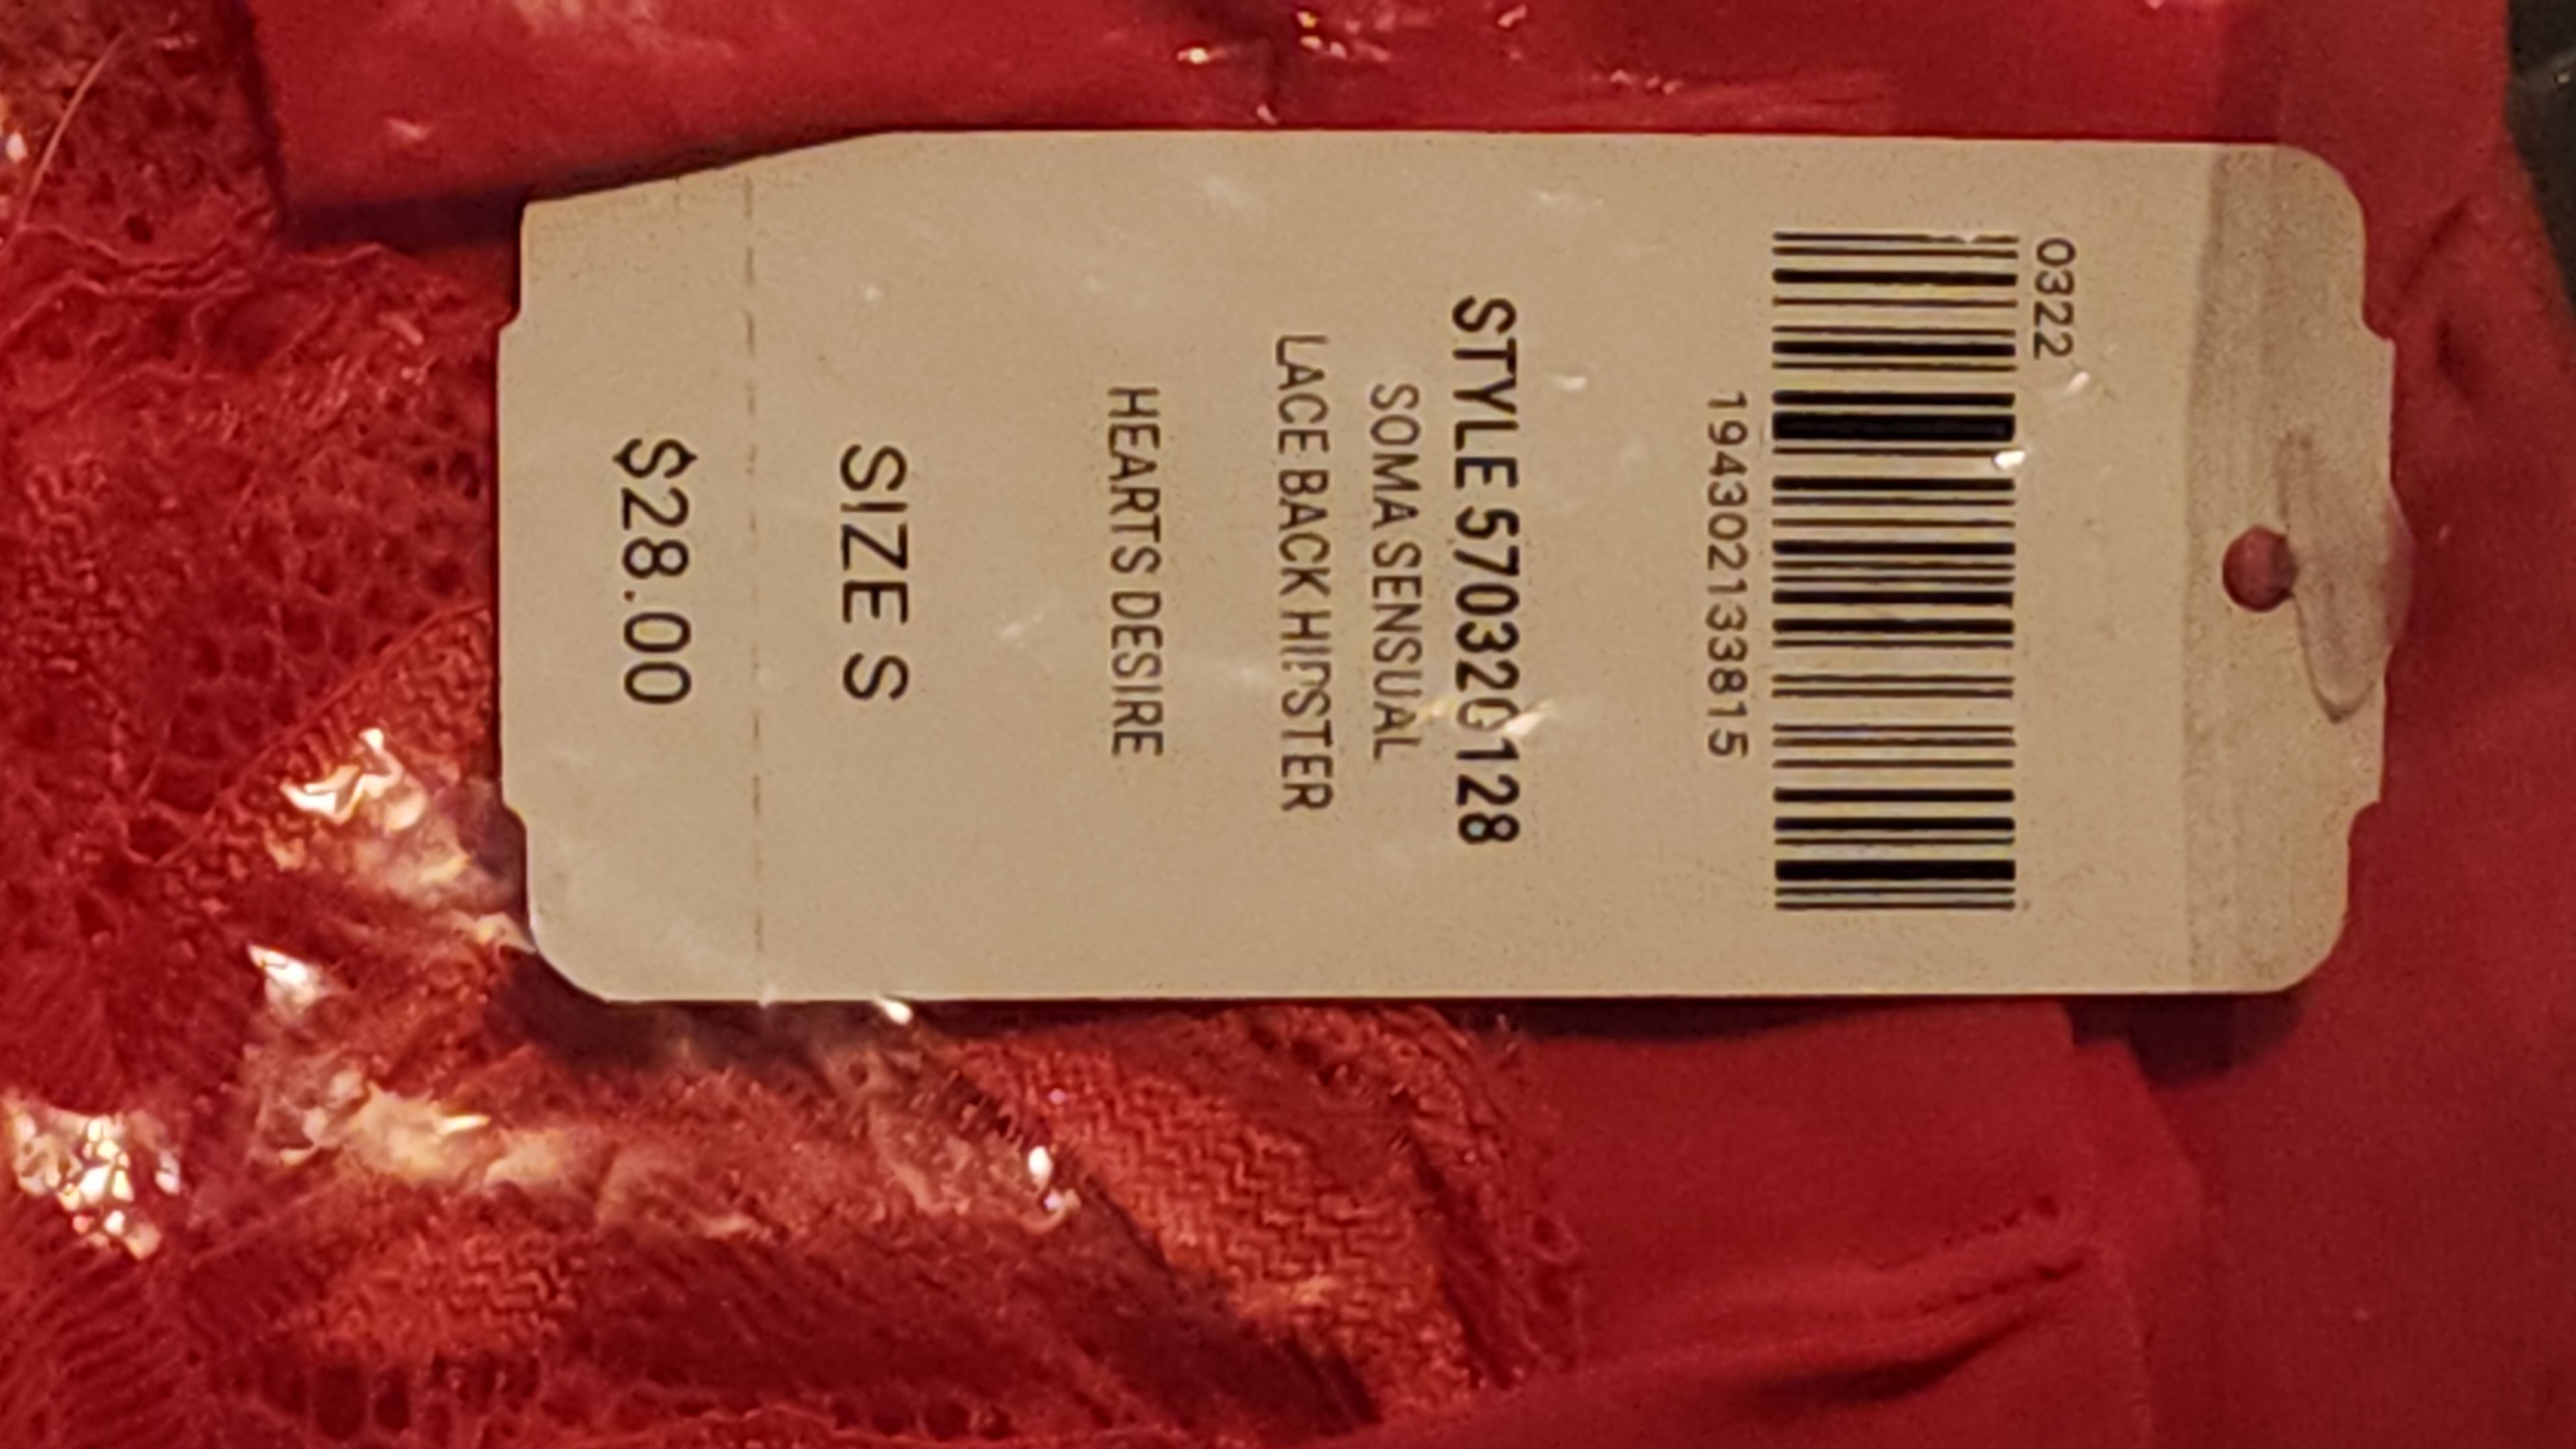 0322
194302133815
STYLE 570320128
SOMA SENSUAL
LACE BACK HIPSTER
HEARTS DESIRE
SIZE S
$28.00